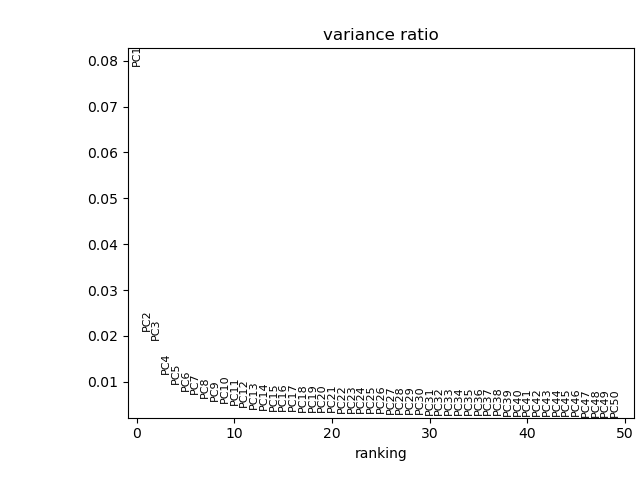 variance ratio
0.08
0.07
0.06
0.05
0.04
0.03
0.02
0.01
PC1
PC2
PC3
PC4
PC5
PC6
PC7
PC8
PC9
PC10
PC11
PC12
PC13
PC14
PC15
PC16
PC17
PC18
PC19
PC20
PC21
PC22
PC23
PC24
PC25
PC26
PC27
PC28
PC29
PC30
PC31
PC32
PC33
PC34
PC35
PC36
PC37
PC38
PC39
PC40
PC41
PC42
PC43
PC44
PC45
PC46
PC47
PC48
PC49
PC50
0 10 20 30 40 50
ranking